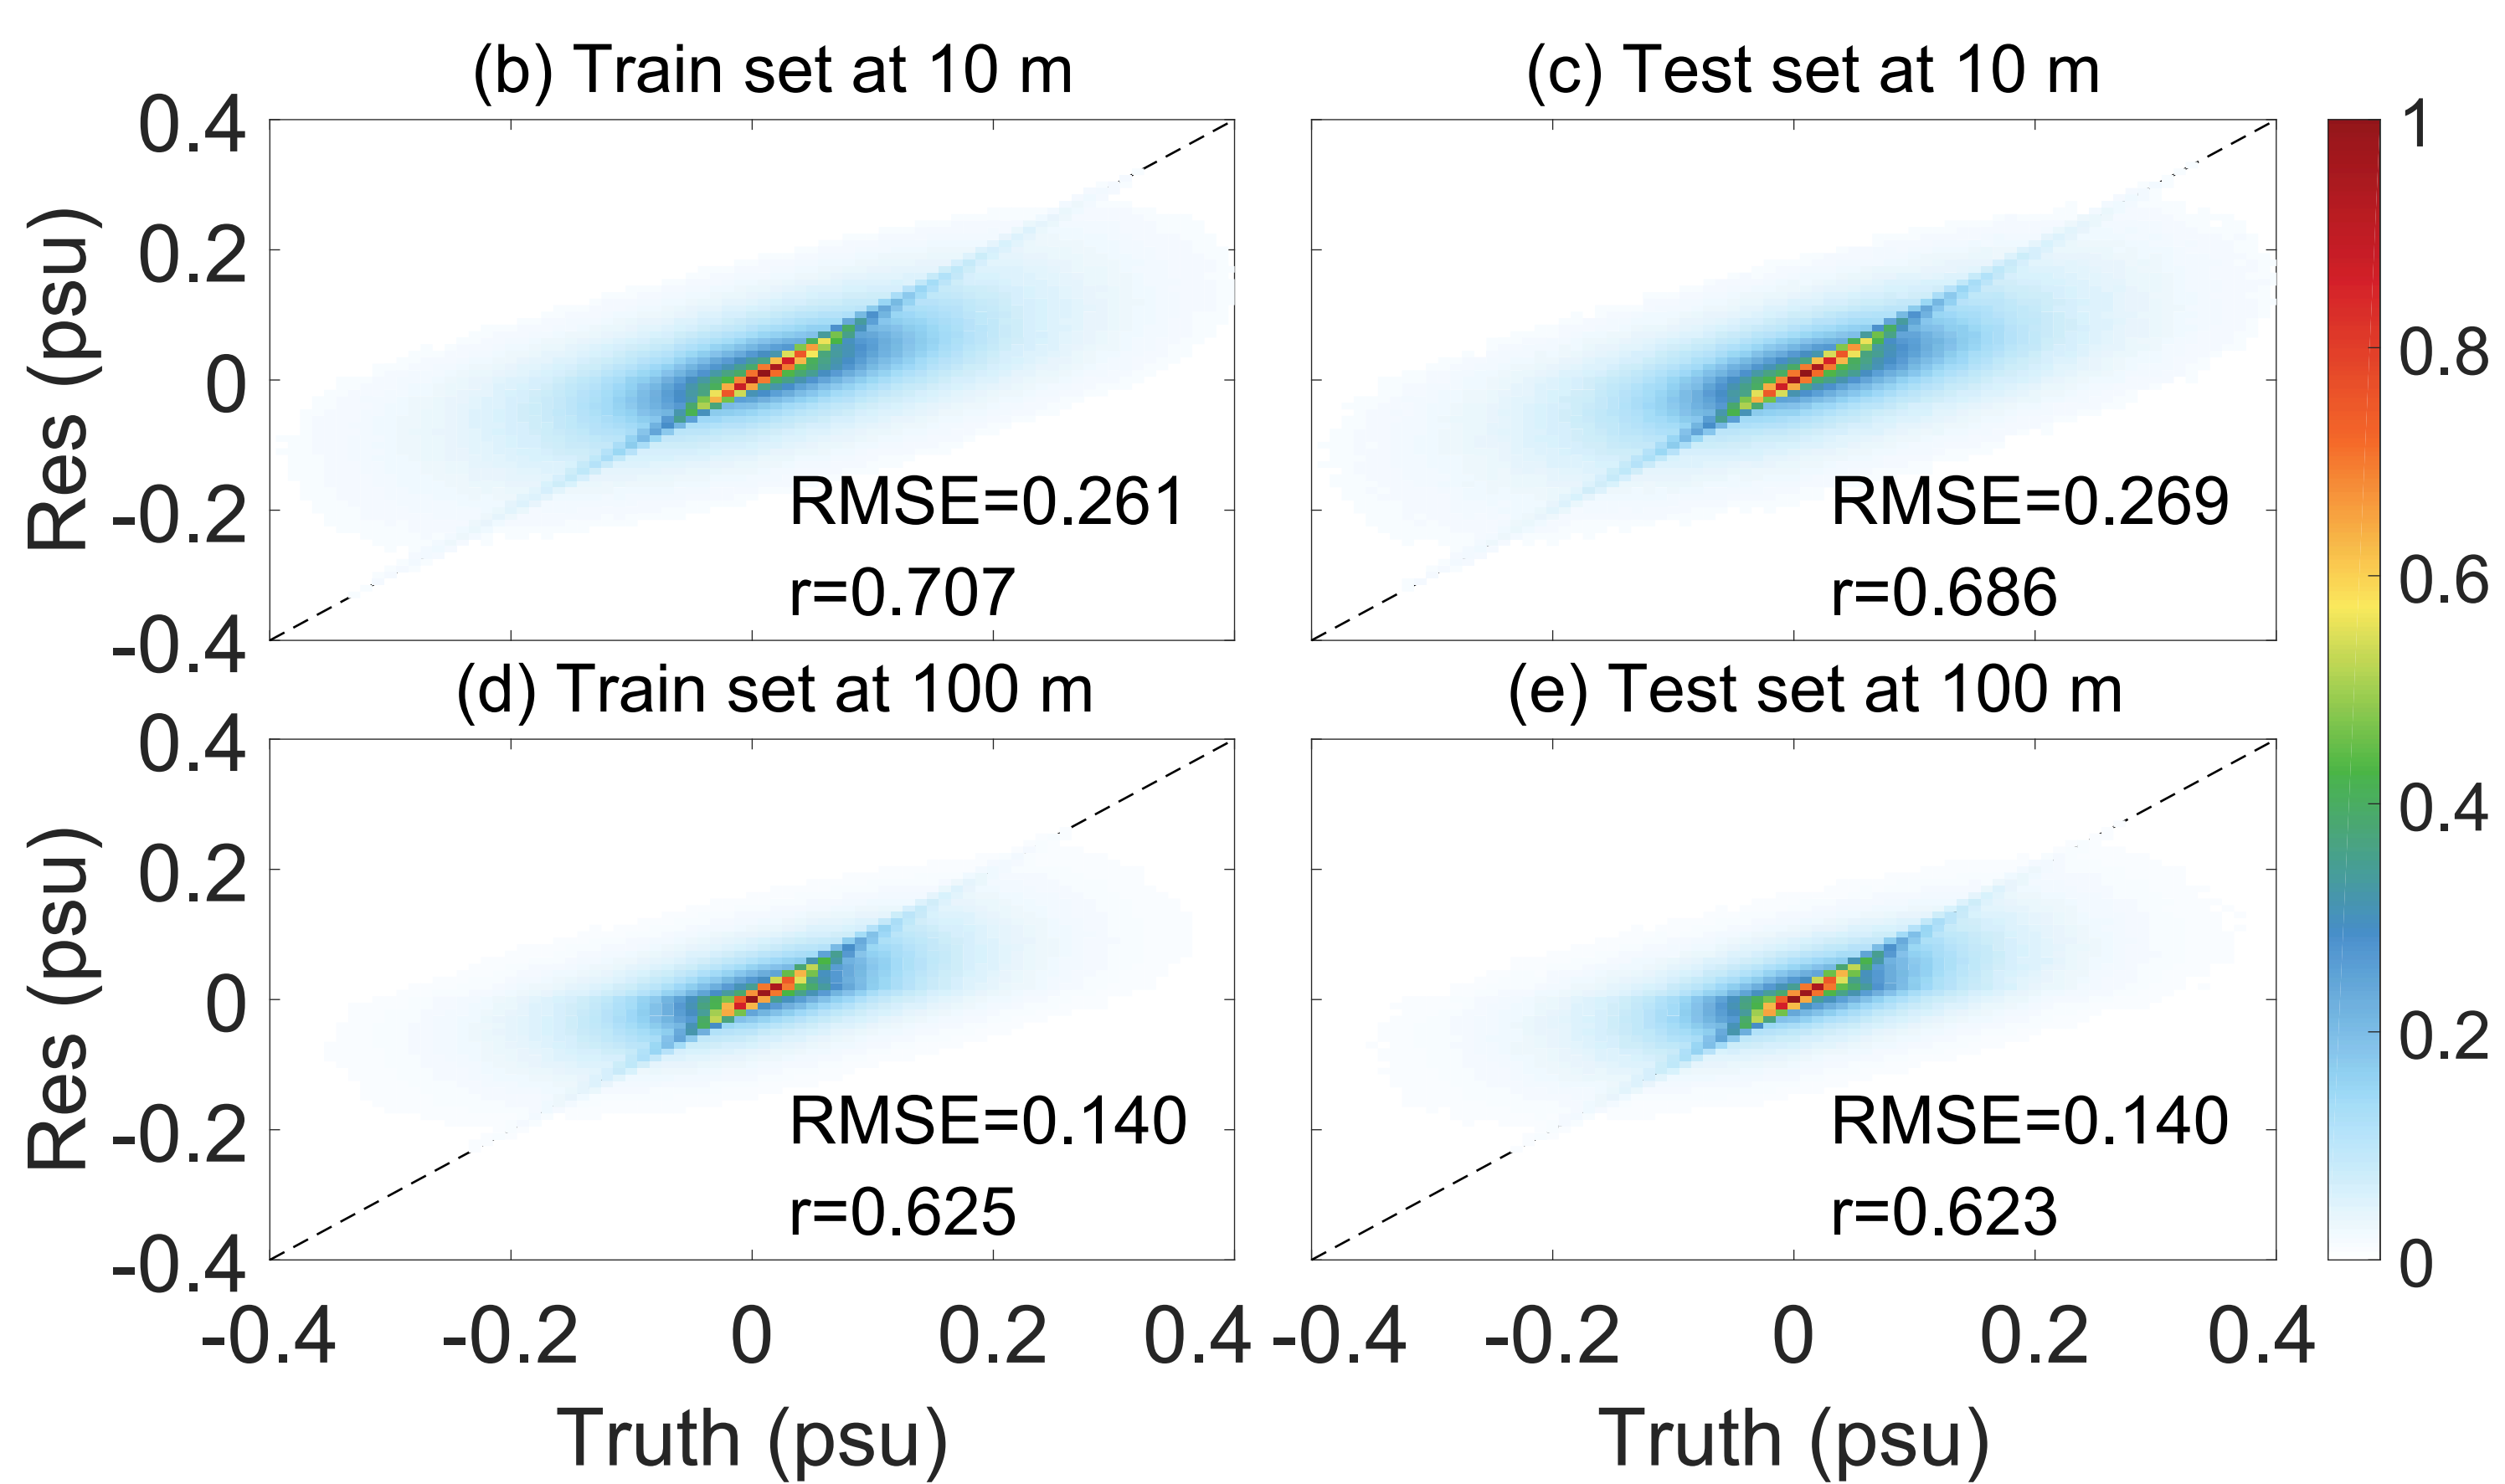 (b) Train set at 10 m
(c) Test set at 10 m
0.4
0.2
0
-0.2
-0.4
Res (psu)
RMSE=0.261
r=0.707
RMSE=0.269
r=0.686
(d) Train set at 100 m
(e) Test set at 100 m
0.4
0.2
0
-0.2
-0.4
Res (psu)
RMSE=0.140
r=0.625
RMSE=0.140
r=0.623
-0.4 -0.2 0 0.2 0.4
-0.4 -0.2 0 0.2 0.4
Truth (psu)
Truth (psu)
1
0.8
0.6
0.4
0.2
0